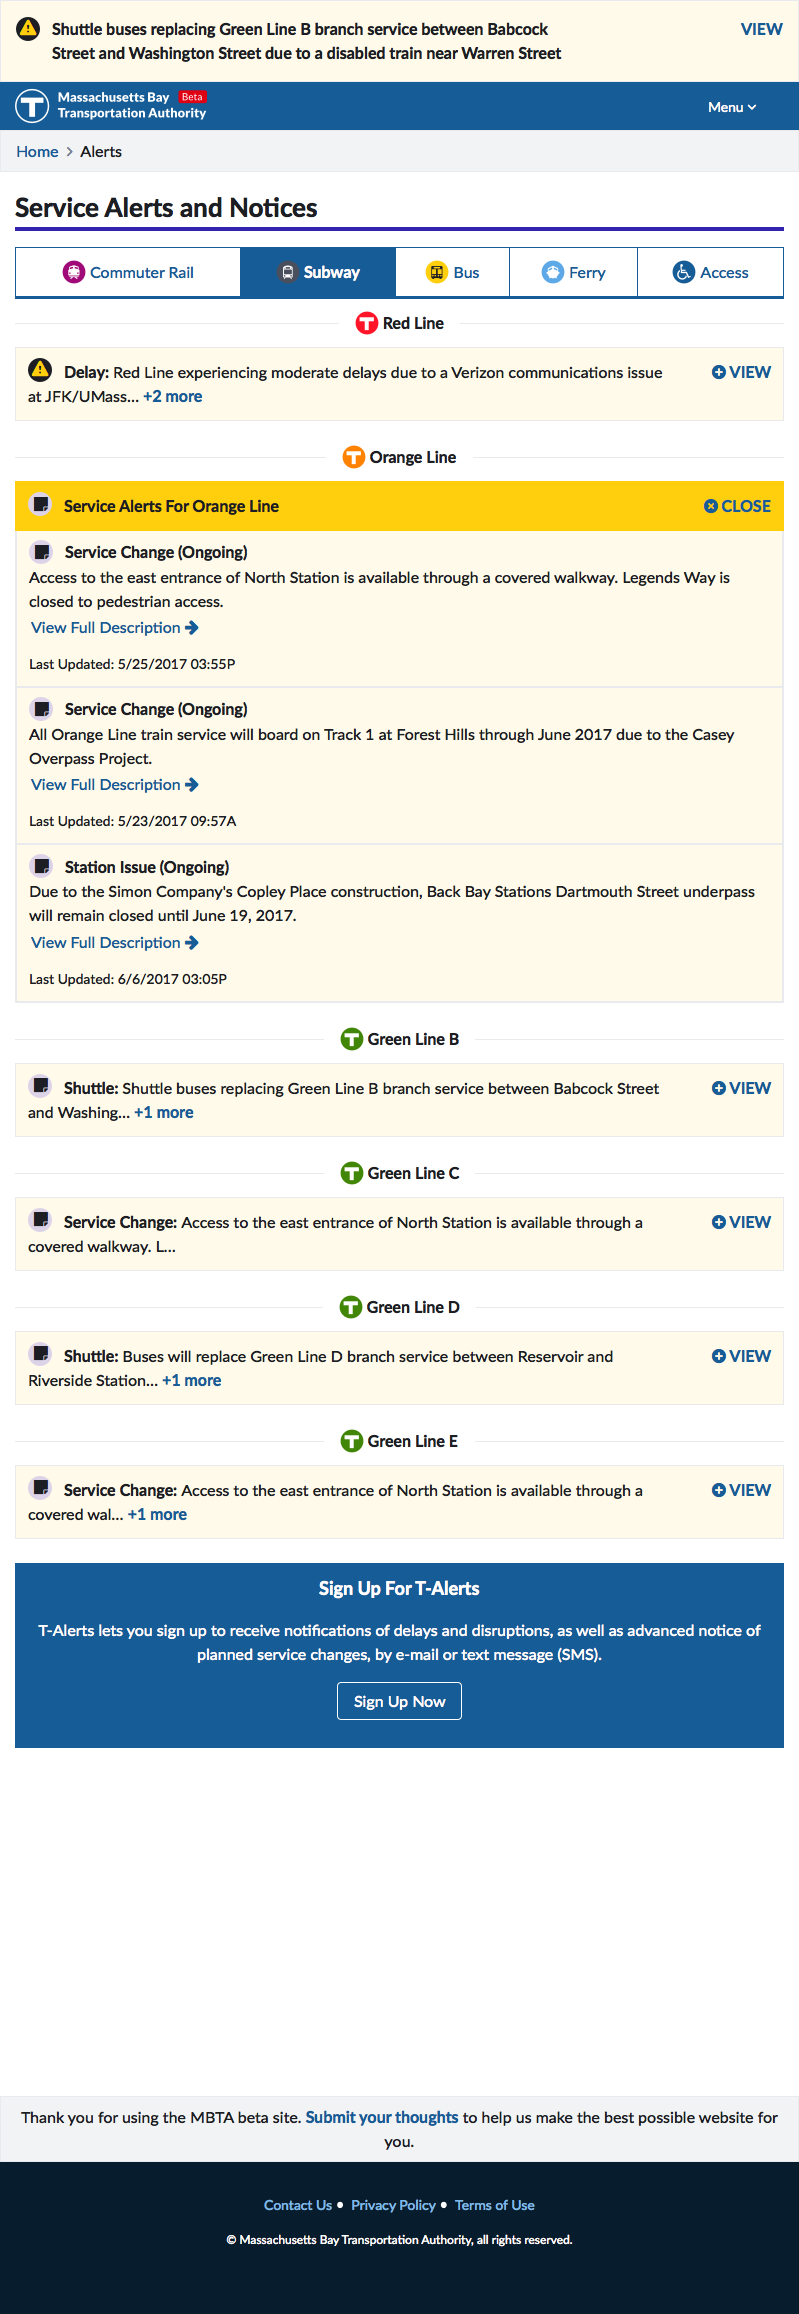 Shuttle buses replacing Green Line B branch service between Babcock
Street and Washington Street due to a disabled train near Warren Street
VIEW
Massachusetts Bay Beta
Transportation Authority
Menu
Home > Alerts
Service Alerts and Notices
Commuter Rail Subway Bus Ferry Access
T Red Line
Delay: Red Line experiencing moderate delays due to a Verizon communications issue
at JFK/UMass... +2 more
VIEW
T Orange Line
Service Alerts For Orange Line
CLOSE
Service Change (Ongoing)
Access to the east entrance of North Station is available through a covered walkway. Legends Way is
closed to pedestrian access.
View Full Description
Last Updated: 5/25/2017 03:55P
Service Change (Ongoing)
All Orange Line train service will board on Track 1 at Forest Hills through June 2017 due to the Casey
Overpass Project.
View Full Description
Last Updated: 5/23/2017 09:57A
Station Issue (Ongoing)
Due to the Simon Company's Copley Place construction, Back Bay Stations Dartmouth Street underpass
will remain closed until June 19, 2017.
View Full Description
Last Updated: 6/6/2017 03:05P
T Green Line B
Shuttle: Shuttle buses replacing Green Line B branch service between Babcock Street
and Washing... +1 more
VIEW
T Green Line C
Service Change: Access to the east entrance of North Station is available through a
covered walkway. L...
VIEW
T Green Line D
Shuttle: Buses will replace Green Line D branch service between Reservoir and
Riverside Station... +1 more
VIEW
T Green Line E
Service Change: Access to the east entrance of North Station is available through a
covered wal... +1 more
VIEW
Sign Up For T-Alerts
T-Alerts lets you sign up to receive notifications of delays and disruptions, as well as advanced notice of
planned service changes, by e-mail or text message (SMS).
Sign Up Now
Thank you for using the MBTA beta site. Submit your thoughts to help us make the best possible website for
you.
Contact Us • Privacy Policy • Terms of Use
© Massachusetts Bay Transportation Authority, all rights reserved.